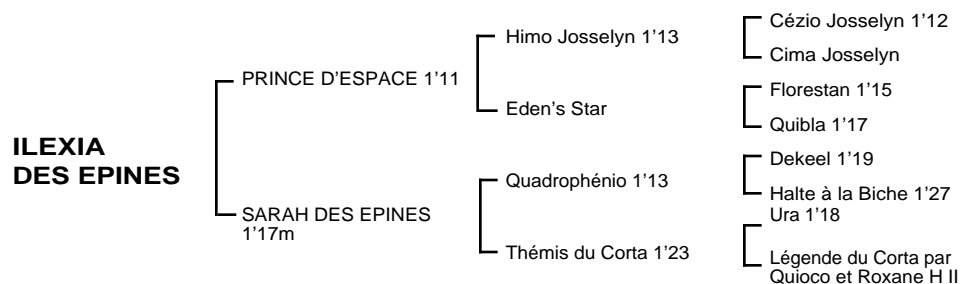 ILEXIA
DES EPINES
PRINCE D'ESPACE 1'11
SARAH DES EPINES
1'17m
Himo Josselyn 1'13
Eden's Star
Quadrophénio 1'13
Thémis du Corta 1'23
Cézio Josselyn 1'12
Cima Josselyn
Florestan 1'15
Quibla 1'17
Dekeel 1'19
Halte à la Biche 1'27
Ura 1'18
Légende du Corta par
Quioco et Roxane H II